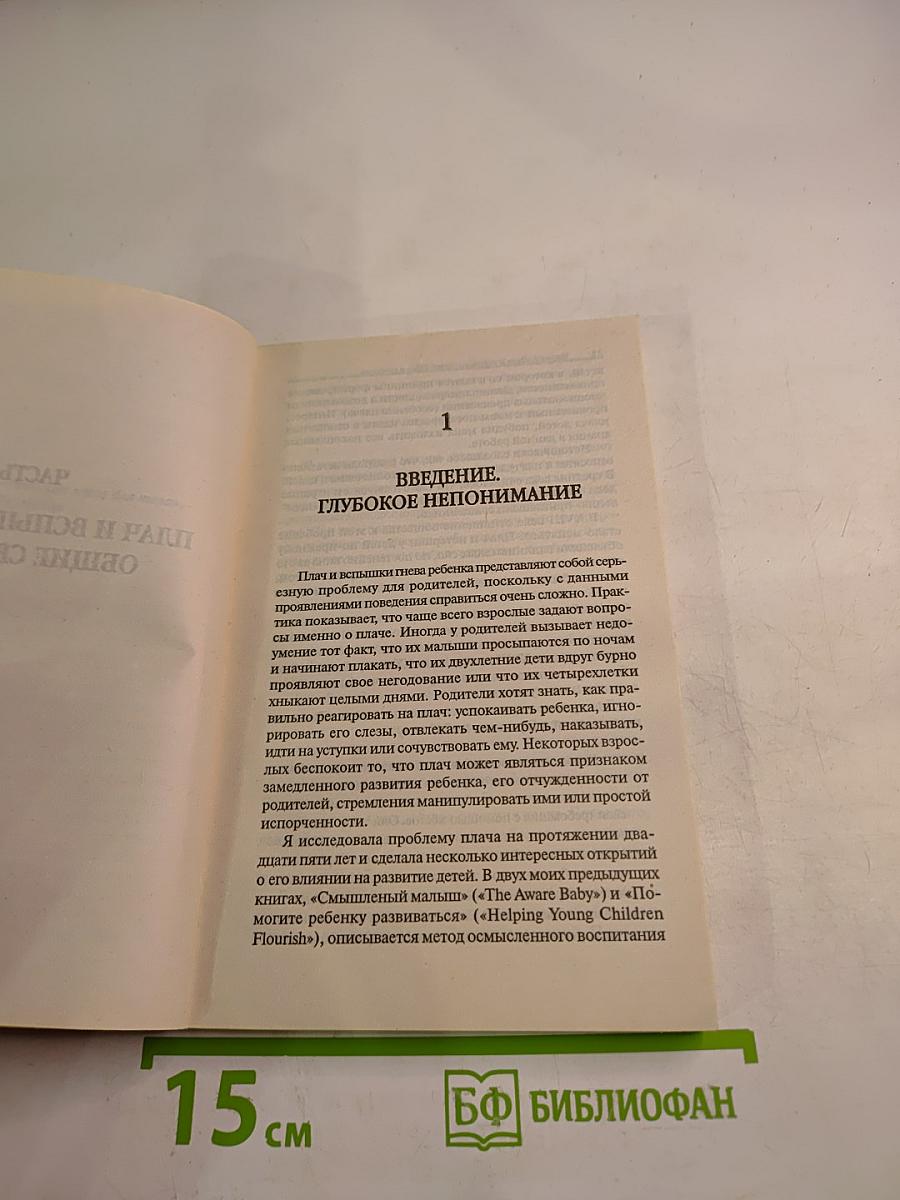 1
ВВЕДЕНИЕ.
ГЛУБОКОЕ НЕПОНИМАНИЕ
Плач и вспышки гнева ребенка представляют собой серь-
езную проблему для родителей, поскольку с данными
проявлениями поведения справиться очень сложно. Прак-
тика показывает, что чаще всего взрослые задают вопро-
сы именно о плаче. Иногда у родителей вызывает недо-
умение тот факт, что их малыши просыпаются по ночам
и начинают плакать, что их двухлетние дети вдруг бурно
проявляют свое негодование или что их четырехлетки
хныкают целыми днями. Родители хотят знать, как пра-
вильно реагировать на плач: успокаивать ребенка, игно-
рировать его слезы, отвлекать чем-нибудь, наказывать,
идти на уступки или сочувствовать ему. Некоторых взрос-
лых беспокоит то, что плач может являться признаком
замедленного развития ребенка, его отчужденности от
родителей, стремления манипулировать ими или простой
испорченности.
Я исследовала проблему плача на протяжении два-
дцати пяти лет и сделала несколько интересных открытий
о его влиянии на развитие детей. В двух моих предыдущих
книгах, «Смышленый малыш» («The Aware Baby») и «По-
могите ребенку развиваться» («Helping Young Children
Flourish»), описывается метод осмысленного воспитания
15 см
БФ БИБЛИОФАН